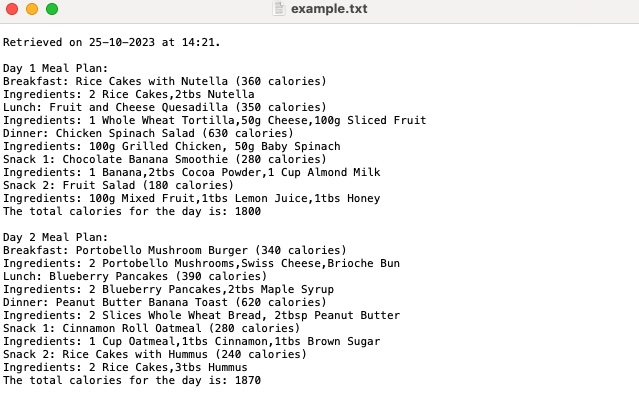 example.txt
Retrieved on 25-10-2023 at 14:21.
Day 1 Meal Plan:
Breakfast: Rice Cakes with Nutella (360 calories)
Ingredients: 2 Rice Cakes,2tbs Nutella
Lunch: Fruit and Cheese Quesadilla (350 calories)
Ingredients: 1 Whole Wheat Tortilla,50g Cheese,100g Sliced Fruit
Dinner: Chicken Spinach Salad (630 calories)
Ingredients: 100g Grilled Chicken, 50g Baby Spinach
Snack 1: Chocolate Banana Smoothie (280 calories)
Ingredients: 1 Banana,2tbs Cocoa Powder,1 Cup Almond Milk
Snack 2: Fruit Salad (180 calories)
Ingredients: 100g Mixed Fruit,1tbs Lemon Juice,1tbs Honey
The total calories for the day is: 1800
Day 2 Meal Plan:
Breakfast: Portobello Mushroom Burger (340 calories)
Ingredients: 2 Portobello Mushrooms,Swiss Cheese,Brioche Bun
Lunch: Blueberry Pancakes (390 calories)
Ingredients: 2 Blueberry Pancakes,2tbs Maple Syrup
Dinner: Peanut Butter Banana Toast (620 calories)
Ingredients: 2 Slices Whole Wheat Bread, 2tbsp Peanut Butter
Snack 1: Cinnamon Roll Oatmeal (280 calories)
Ingredients: 1 Cup Oatmeal,1tbs Cinnamon,1tbs Brown Sugar
Snack 2: Rice Cakes with Hummus (240 calories)
Ingredients: 2 Rice Cakes,3tbs Hummus
The total calories for the day is: 1870